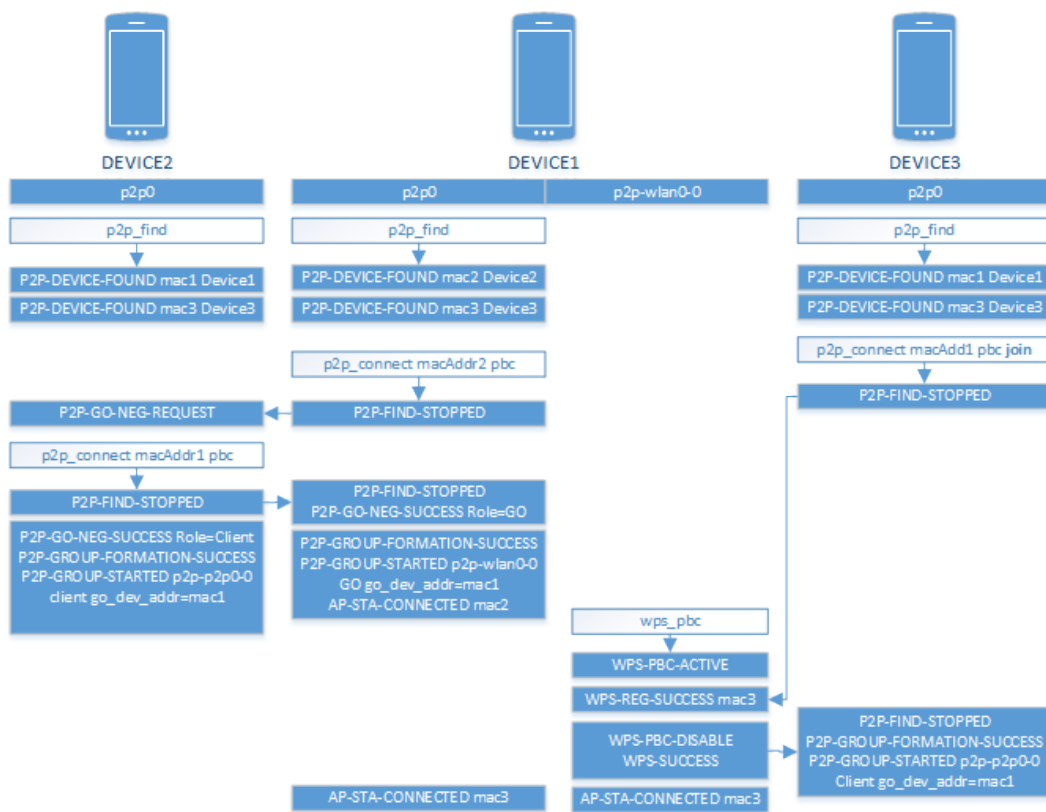 DEVICE2
DEVICE1
DEVICE3
p2p0
p2p0
p2p-wlan0-0
p2p0
p2p_find
p2p_find
p2p_find
P2P-DEVICE-FOUND mac1 Device1
P2P-DEVICE-FOUND mac2 Device2
P2P-DEVICE-FOUND mac1 Device1
P2P-DEVICE-FOUND mac3 Device3
P2P-DEVICE-FOUND mac3 Device3
P2P-DEVICE-FOUND mac3 Device3
p2p_connect macAddr2 pbc
p2p_connect macAdd1 pbc join
P2P-FIND-STOPPED
P2P-GO-NEG-REQUEST
P2P-FIND-STOPPED
p2p_connect macAddr1 pbc
P2P-FIND-STOPPED
P2P-FIND-STOPPED
P2P-GO-NEG-SUCCESS Role=GO
P2P-GO-NEG-SUCCESS Role=Client
P2P-GROUP-FORMATION-SUCCESS
P2P-GROUP-STARTED p2p-p2p0-0
client go_dev_addr=mac1
P2P-GROUP-FORMATION-SUCCESS
P2P-GROUP-STARTED p2p-wlan0-0
GO go_dev_addr=mac1
AP-STA-CONNECTED mac2
wps_pbc
WPS-PBC-ACTIVE
WPS-REG-SUCCESS mac3
WPS-PBC-DISABLE
WPS-SUCCESS
P2P-FIND-STOPPED
P2P-GROUP-FORMATION-SUCCESS
P2P-GROUP-STARTED p2p-p2p0-0
Client go_dev_addr=mac1
AP-STA-CONNECTED mac3
AP-STA-CONNECTED mac3